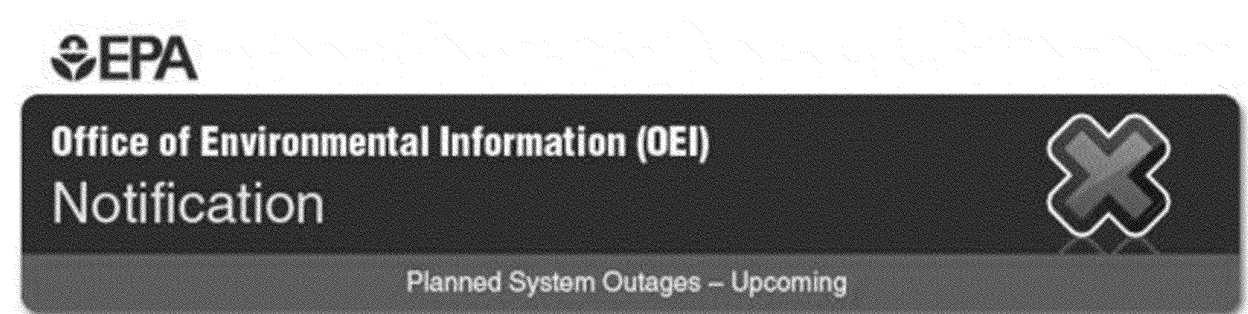 EPA
Office of Environmental Information (OEI)
Notification
Planned System Outages – Upcoming